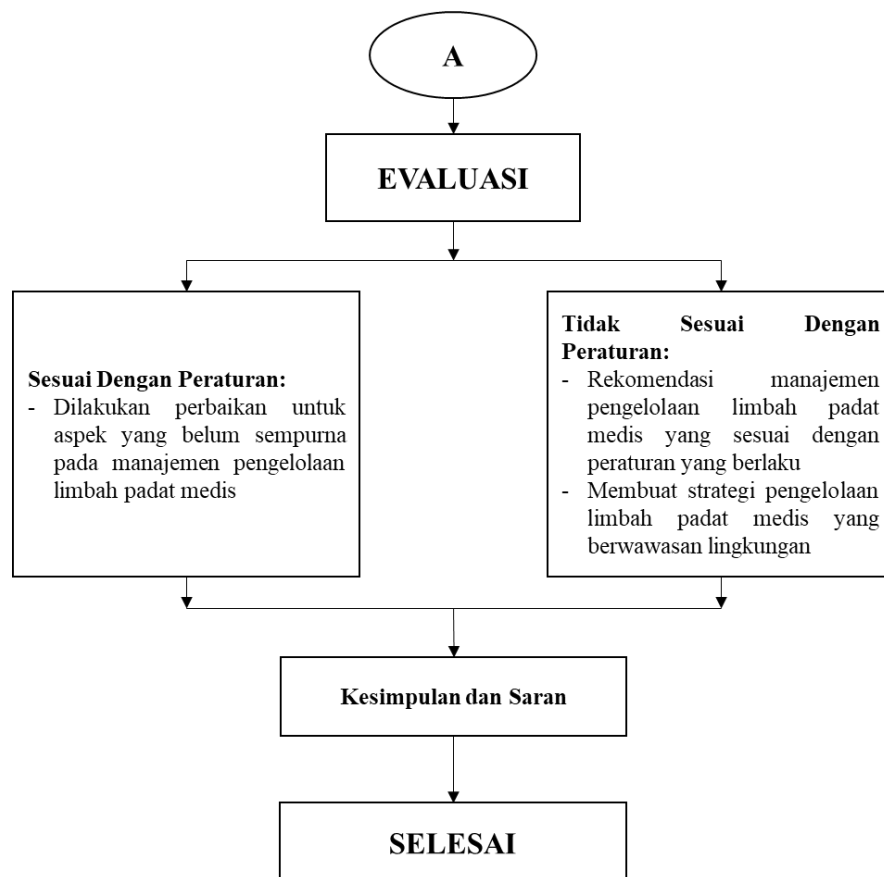 A
EVALUASI
Sesuai Dengan Peraturan:
- Dilakukan perbaikan untuk
aspek yang belum sempurna
pada manajemen pengelolaan
limbah padat medis
Tidak Sesuai Dengan
Peraturan:
- Rekomendasi manajemen
pengelolaan limbah padat
medis yang sesuai dengan
peraturan yang berlaku
- Membuat strategi pengelolaan
limbah padat medis yang
berwawasan lingkungan
Kesimpulan dan Saran
SELESAI